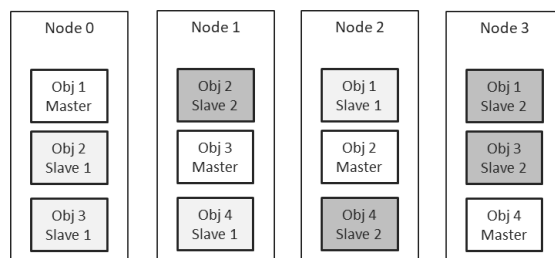 Node 0
Obj 1
Master
Obj 2
Slave 1
Obj 3
Slave 1
Node 1
Obj 2
Slave 2
Obj 3
Master
Obj 4
Slave 1
Node 2
Obj 1
Slave 1
Obj 2
Master
Obj 4
Slave 2
Node 3
Obj 1
Slave 2
Obj 3
Slave 2
Obj 4
Master